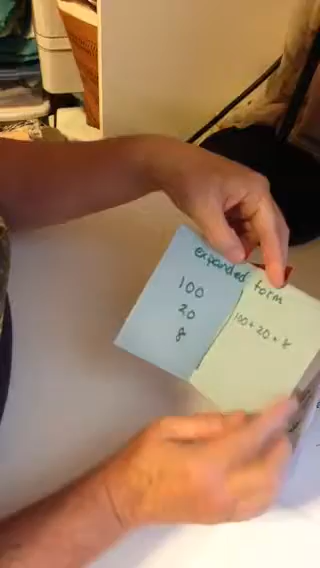 expanded form
100
20
8
100 + 20 + 8